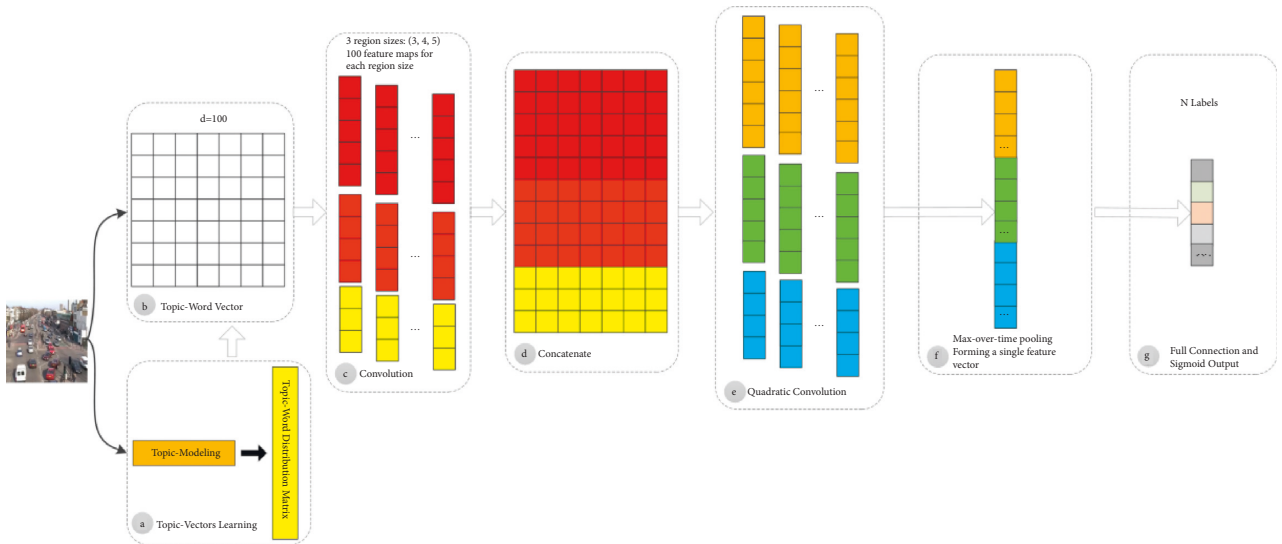 d=100
b Topic-Word Vector
Topic-Modeling
Topic-Word Distribution Matrix
a Topic-Vectors Learning
3 region sizes: (3, 4, 5)
100 feature maps for
each region size
...
...
...
c Convolution
d Concatenate
...
...
...
e Quadratic Convolution
...
...
...
f Max-over-time pooling
Forming a single feature
vector
N Labels
...
g Full Connection and
Sigmoid Output